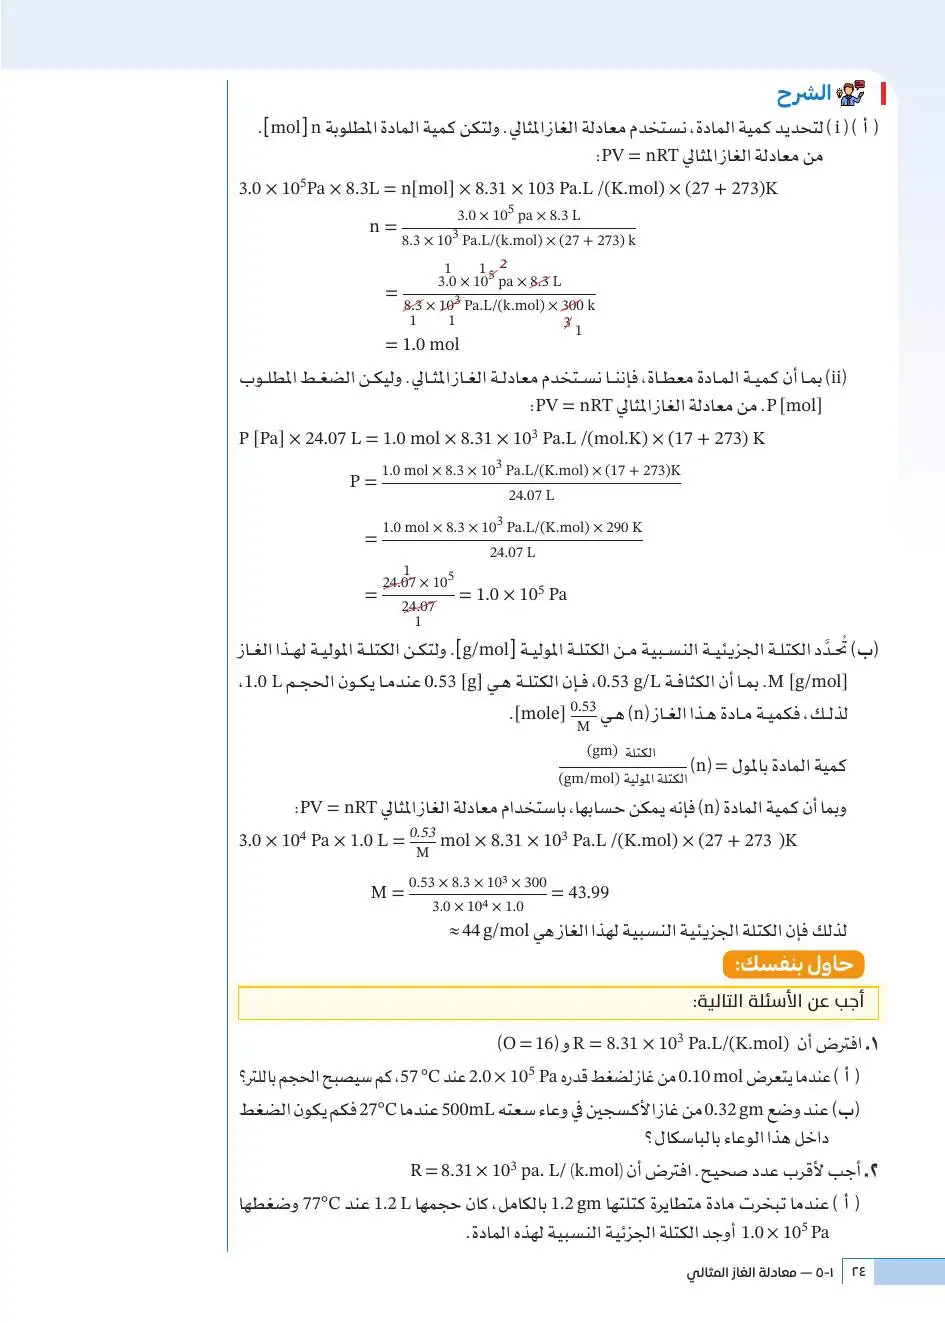 الشرح
( أ ) ( i ) لتحديد كمية المادة، نستخدم معادلة الغاز المثالي. ولتكن كمية المادة المطلوبة n [mol].
من معادلة الغاز المثالي PV = nRT:
3.0 × 10⁵Pa × 8.3L = n[mol] × 8.31 × 103 Pa.L /(K.mol) × (27 + 273)K
n = 3.0 × 10⁵ pa × 8.3 L
8.3 × 10³ Pa.L/(k.mol) × (27 + 273) k
1 1 2
= 3.0 × 10⁵ pa × 8.3 L
8.3 × 10³ Pa.L/(k.mol) × 300 k
1 1 3 1
= 1.0 mol
(ii) بما أن كمية المادة معطاة، فإننا نستخدم معادلة الغاز المثالي. وليكن الضغط المطلوب
P [mol]. من معادلة الغاز المثالي PV = nRT:
P [Pa] × 24.07 L = 1.0 mol × 8.31 × 10³ Pa.L /(mol.K) × (17 + 273) K
P = 1.0 mol × 8.3 × 10³ Pa.L/(K.mol) × (17 + 273)K
24.07 L
= 1.0 mol × 8.3 × 10³ Pa.L/(K.mol) × 290 K
24.07 L
1
= 24.07 × 10⁵
24.07 = 1.0 × 10⁵ Pa
1
(ب) تُحدَّد الكتلة الجزيئية النسبية من الكتلة المولية [g/mol]. ولتكن الكتلة المولية لهذا الغاز
M [g/mol]. بما أن الكثافة 0.53 g/L، فإن الكتلة هي [g] 0.53 عندما يكون الحجم 1.0 L،
لذلك، فكمية مادة هذا الغاز (n) هي 0.53/M [mole].
كمية المادة بالمول = (n) الكتلة (gm)
الكتلة المولية (gm/mol)
وبما أن كمية المادة (n) فإنه يمكن حسابها، باستخدام معادلة الغاز المثالي PV = nRT:
3.0 × 10⁴ Pa × 1.0 L = 0.53/M mol × 8.31 × 10³ Pa.L /(K.mol) × (27 + 273 )K
M = 0.53 × 8.3 × 10³ × 300
3.0 × 10⁴ × 1.0 = 43.99
لذلك فإن الكتلة الجزيئية النسبية لهذا الغاز هي 44 g/mol ≈
حاول بنفسك:
أجب عن الأسئلة التالية:
١. افترض أن R = 8.31 × 10³ Pa.L/(K.mol) و (O = 16)
( أ ) عندما يتعرض 0.10 mol من غاز لضغط قدره 2.0 × 10⁵ Pa عند 57 °C، كم سيصبح الحجم باللتر؟
(ب) عند وضع 0.32 gm من غاز الأكسجين في وعاء سعته 500mL عندما 27°C فكم يكون الضغط
داخل هذا الوعاء بالباسكال؟
٢. أجب لأقرب عدد صحيح. افترض أن R = 8.31 × 10³ pa. L/ (k.mol)
( أ ) عندما تبخرت مادة متطايرة كتلتها 1.2 gm بالكامل، كان حجمها 1.2 L عند 77°C وضغطها
1.0 × 10⁵ Pa أوجد الكتلة الجزئية النسبية لهذه المادة.
٢٤ ١-٥ — معادلة الغاز المثالي